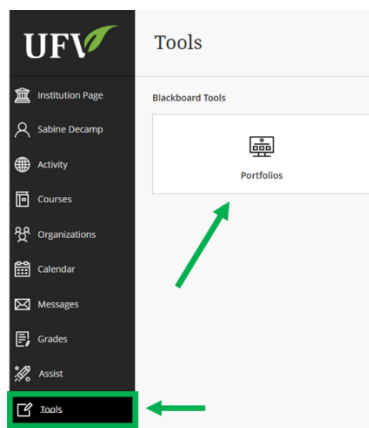 UFV
Tools
Institution Page
Blackboard Tools
Sabine Decamp
Activity
Portfolios
Courses
Organizations
Calendar
Messages
Grades
Assist
Tools